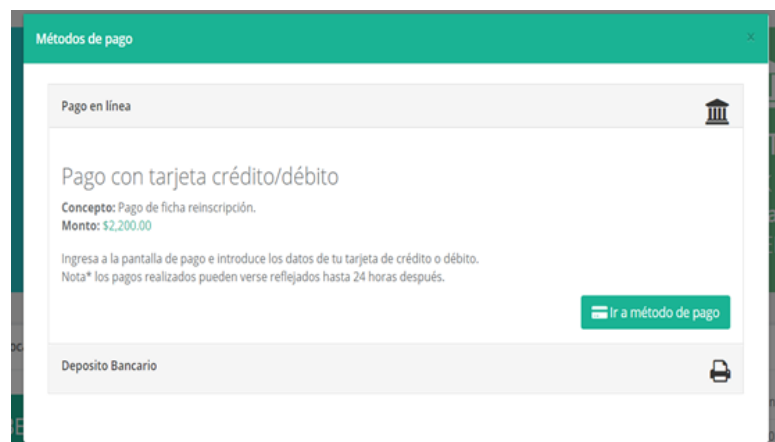 Métodos de pago
x
Pago en línea
Pago con tarjeta crédito/débito
Concepto: Pago de ficha reinscripción.
Monto: $2,200.00
Ingresa a la pantalla de pago e introduce los datos de tu tarjeta de crédito o débito.
Nota* los pagos realizados pueden verse reflejados hasta 24 horas después.
Ir a método de pago
Deposito Bancario